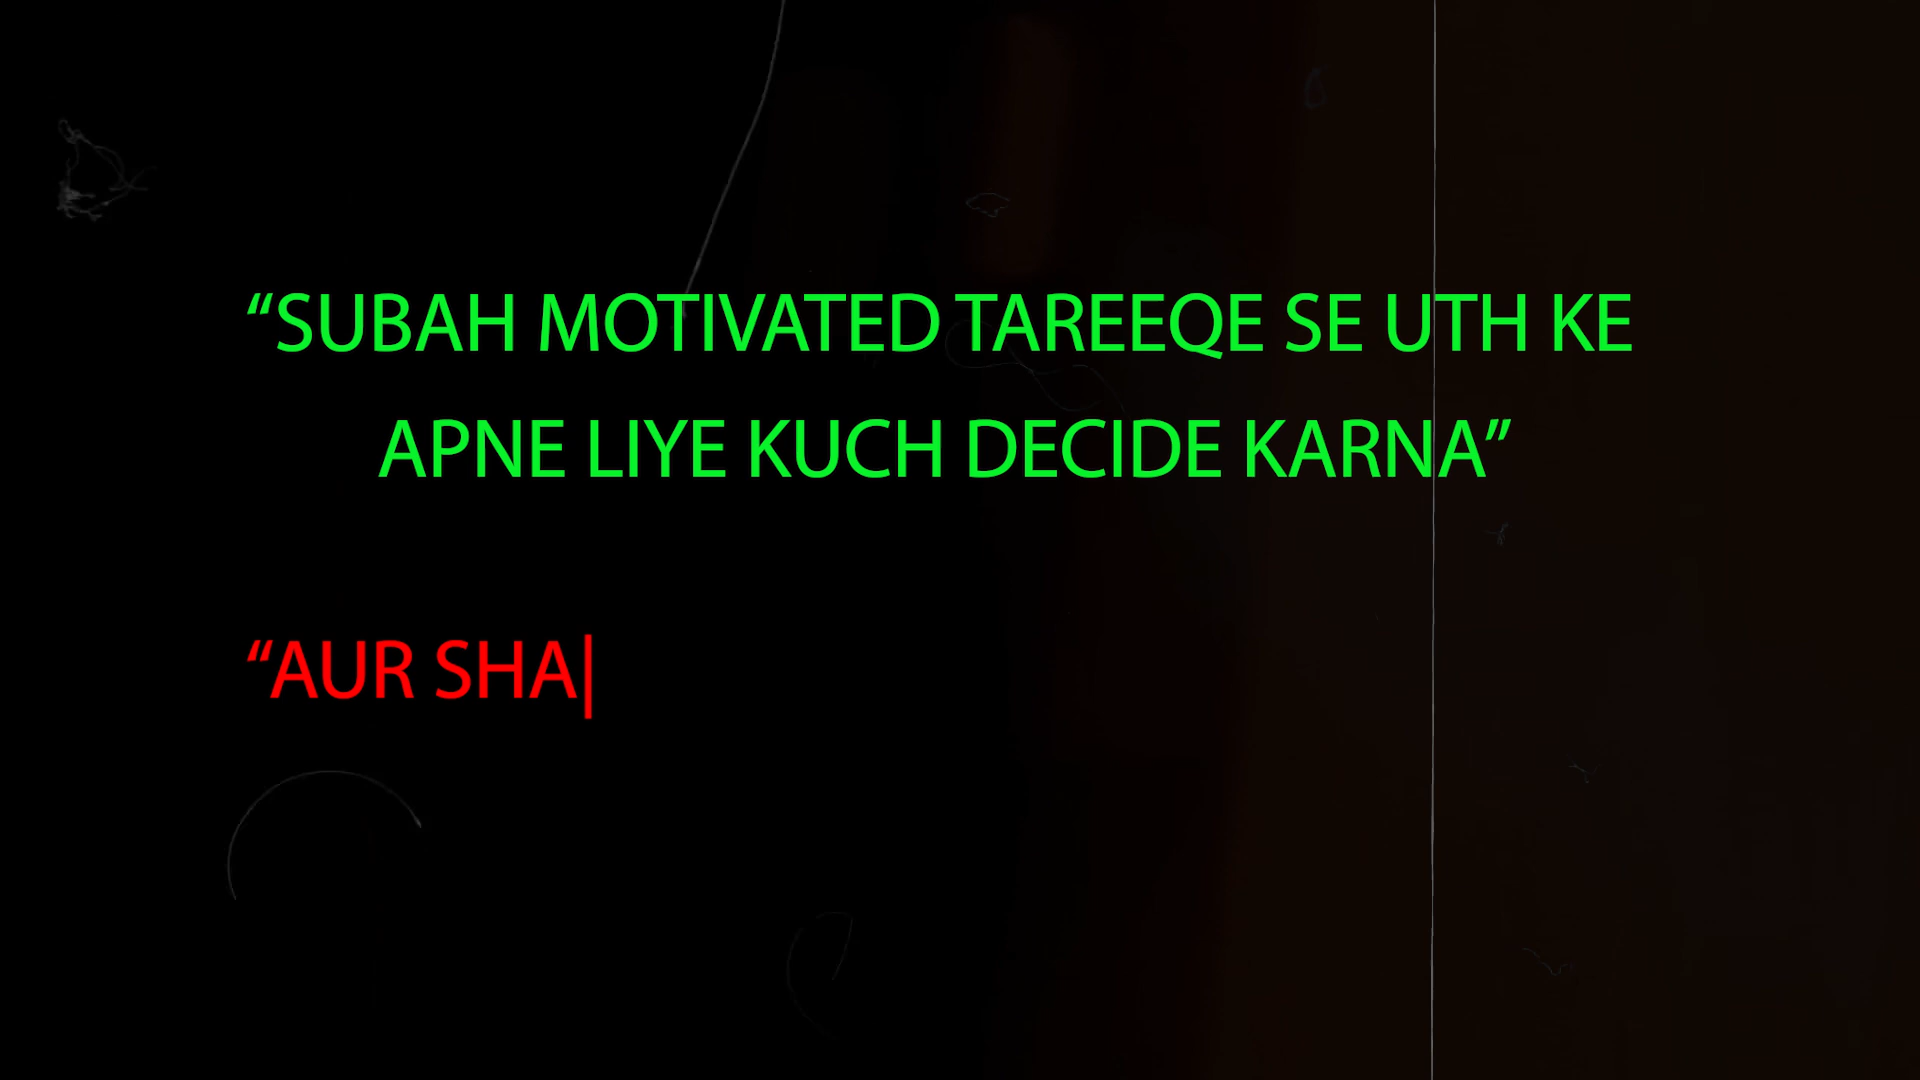 “SUBAH MOTIVATED TAREEQE SE UTH KE
APNE LIYE KUCH DECIDE KARNA”
“AUR SHA